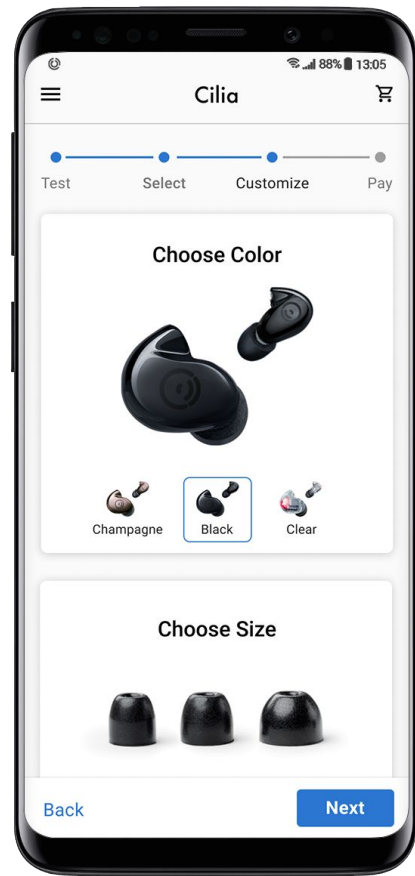 88% 13:05
Cilia
Test Select Customize Pay
Choose Color
Champagne Black Clear
Choose Size
Back Next